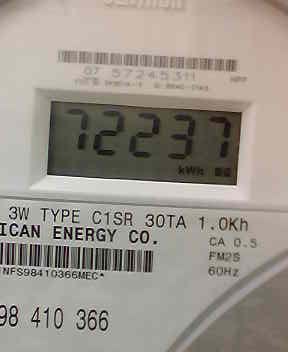 07 57245311
72237
kWh
3W TYPE C1SR 30TA 1.0Kh
ICAN ENERGY CO.
CA 0.5
FM2S
60Hz
NFS98410366MEC*
98 410 366